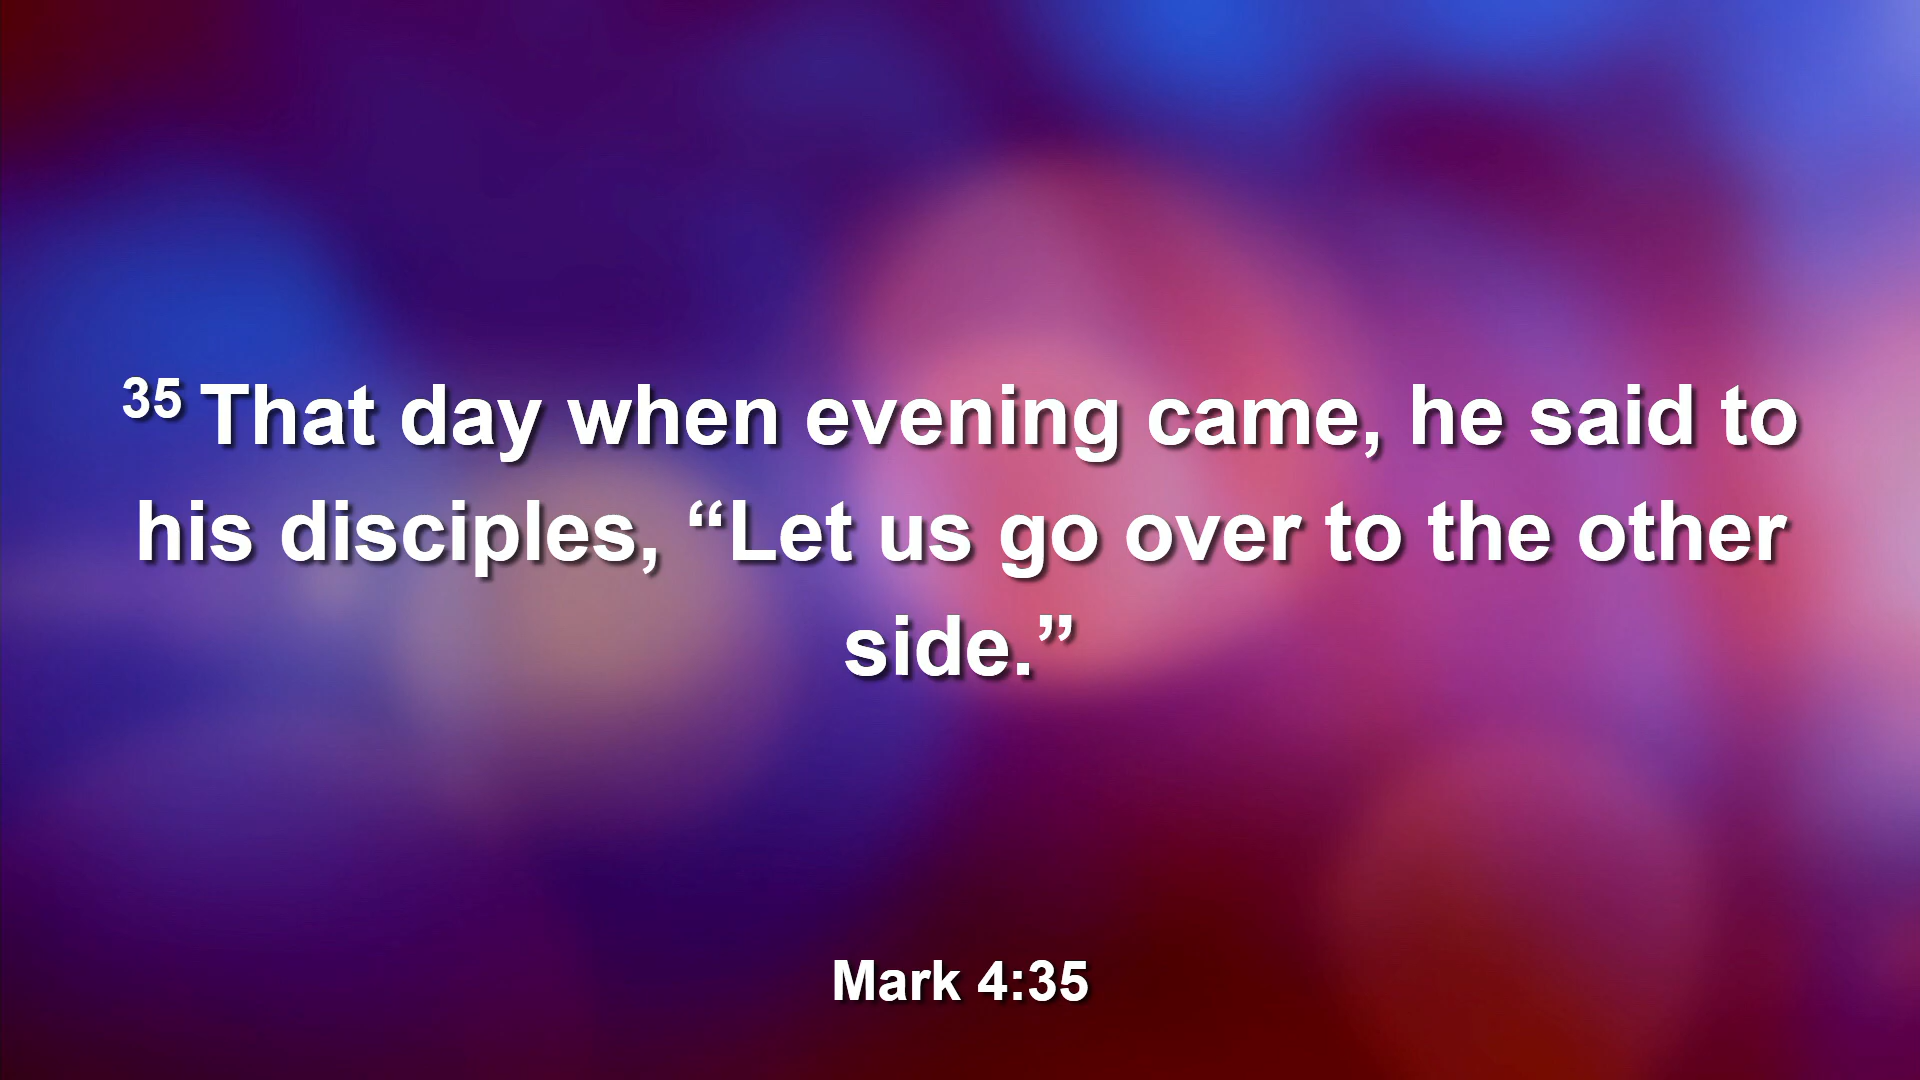 35 That day when evening came, he said to
his disciples, “Let us go over to the other
side.”
Mark 4:35